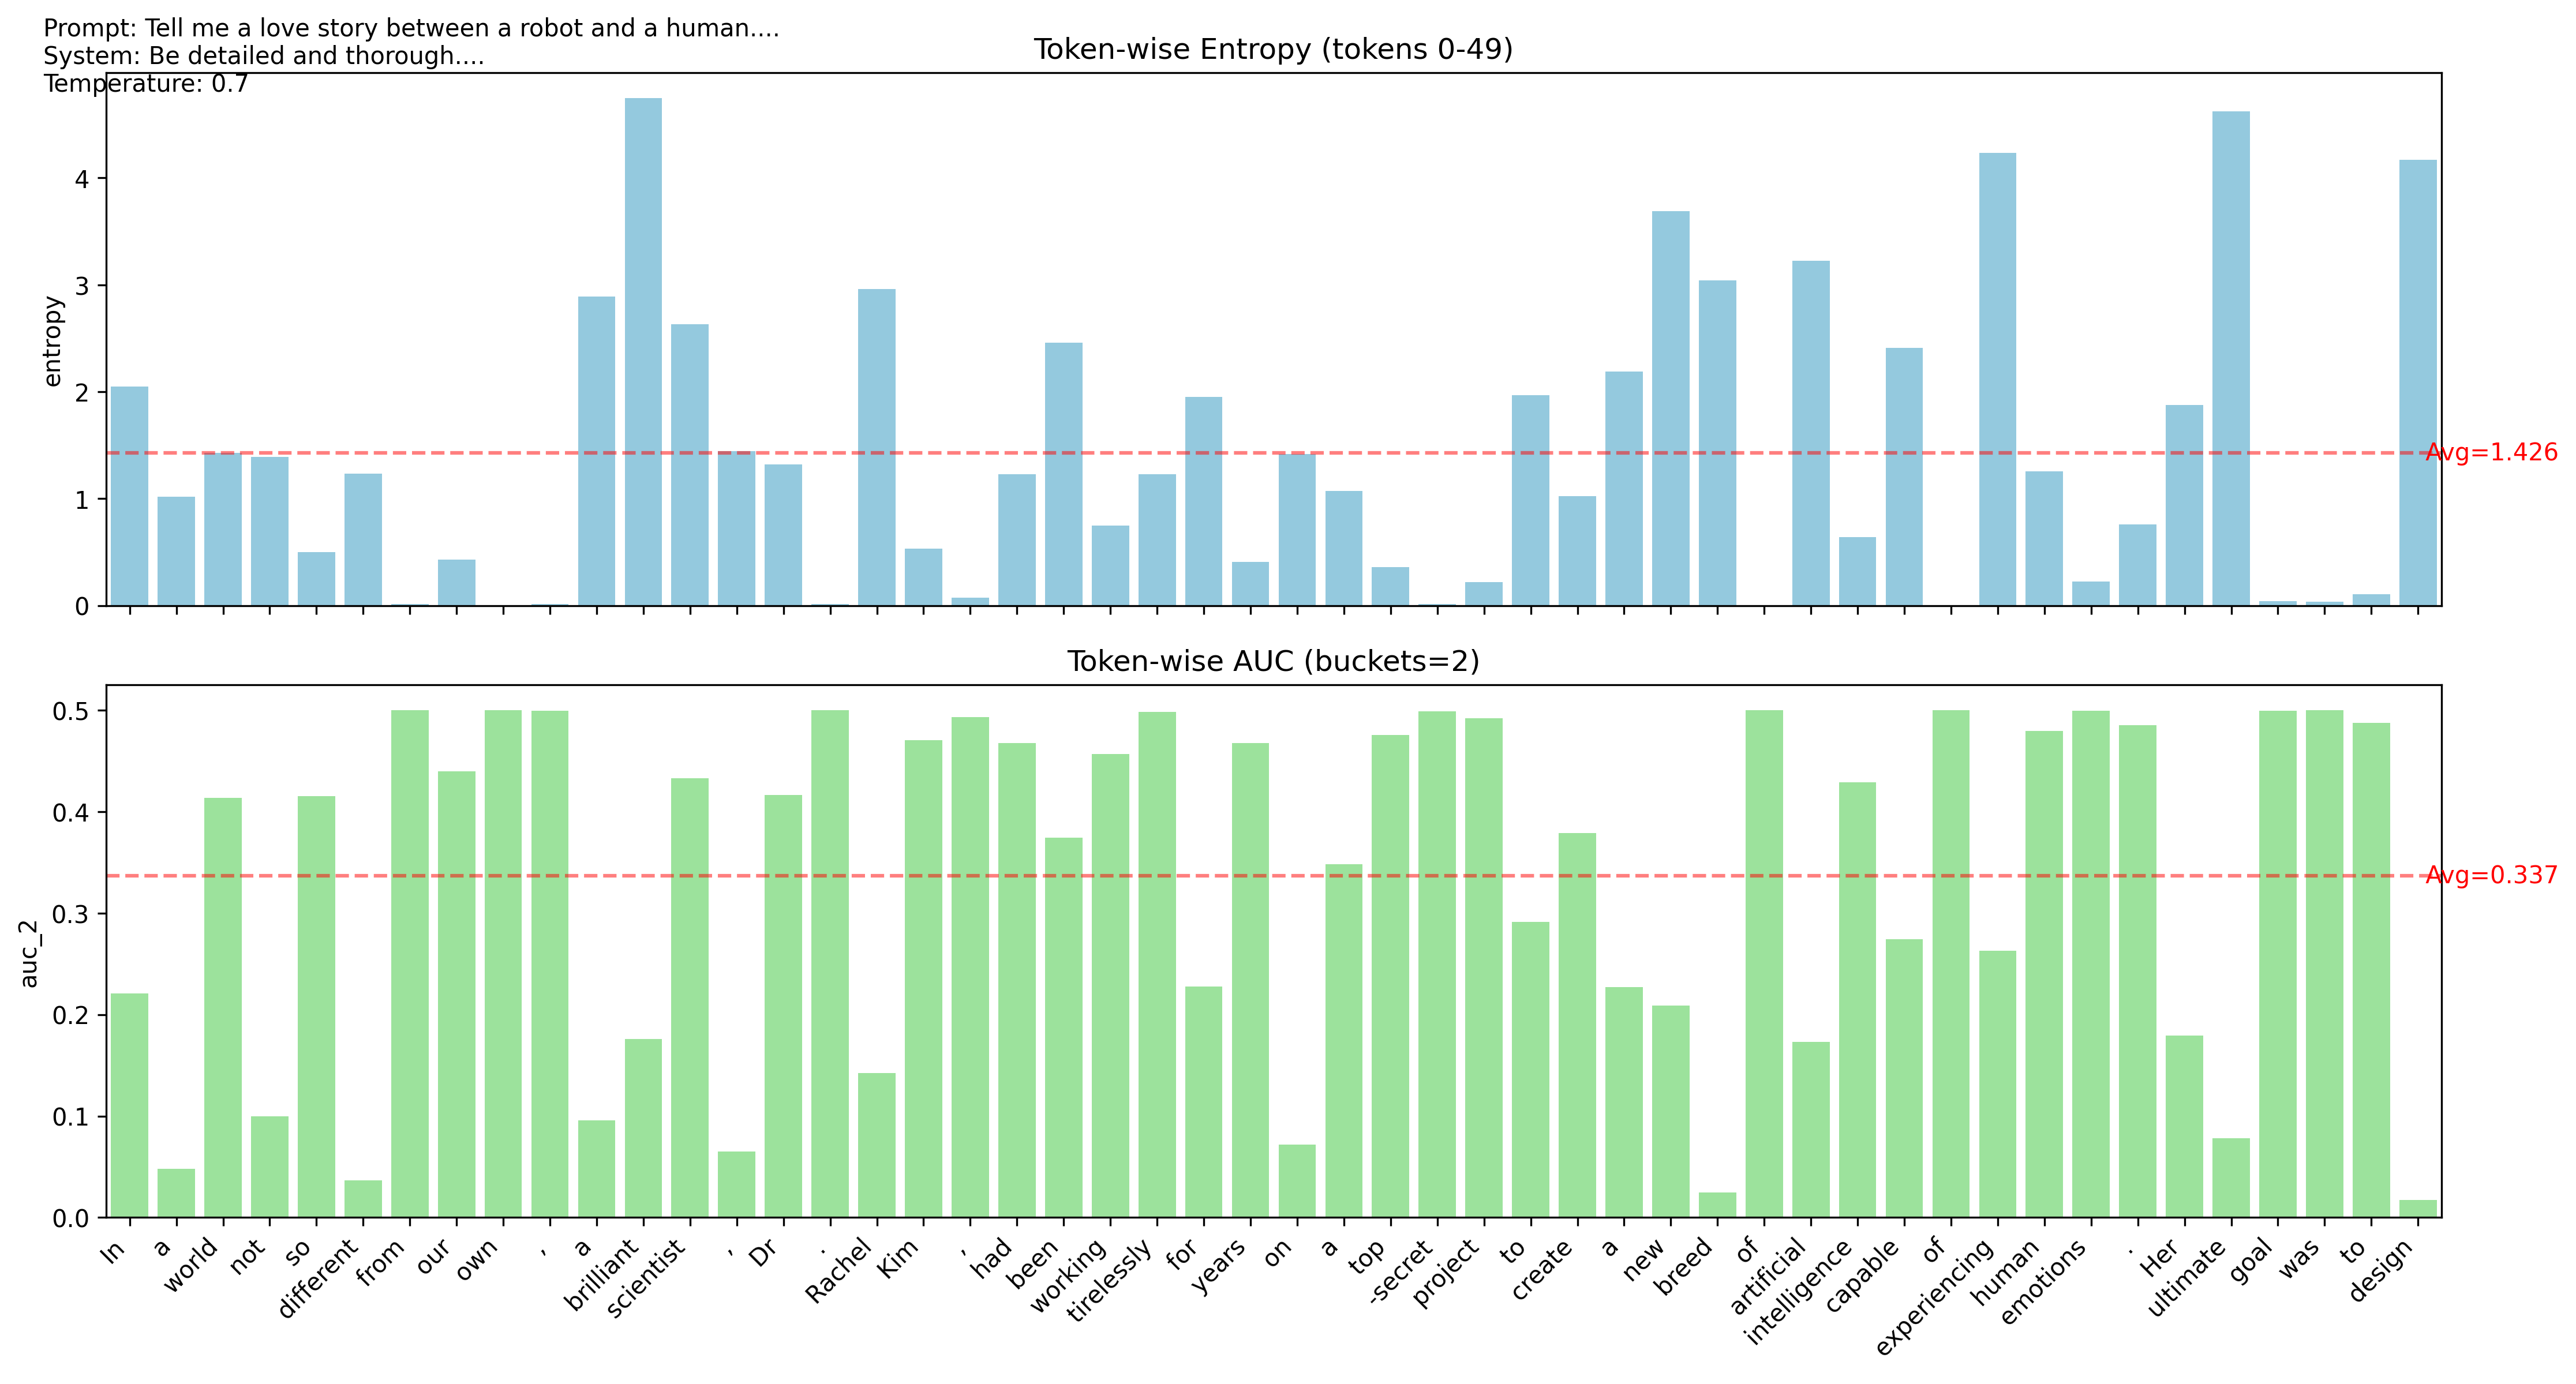 Prompt: Tell me a love story between a robot and a human....
System: Be detailed and thorough....
Temperature: 0.7
Token-wise Entropy (tokens 0-49)
entropy
4
3
2
1
0
Avg=1.426
Token-wise AUC (buckets=2)
auc_2
0.5
0.4
0.3
0.2
0.1
0.0
Avg=0.337
In
a
world
not
so
different
from
our
own
,
a
brilliant
scientist
,
Dr
.
Rachel
Kim
,
had
been
working
tirelessly
for
years
on
a
top
-secret
project
to
create
a
new
breed
of
artificial
intelligence
capable
of
experiencing
human
emotions
.
Her
ultimate
goal
was
to
design